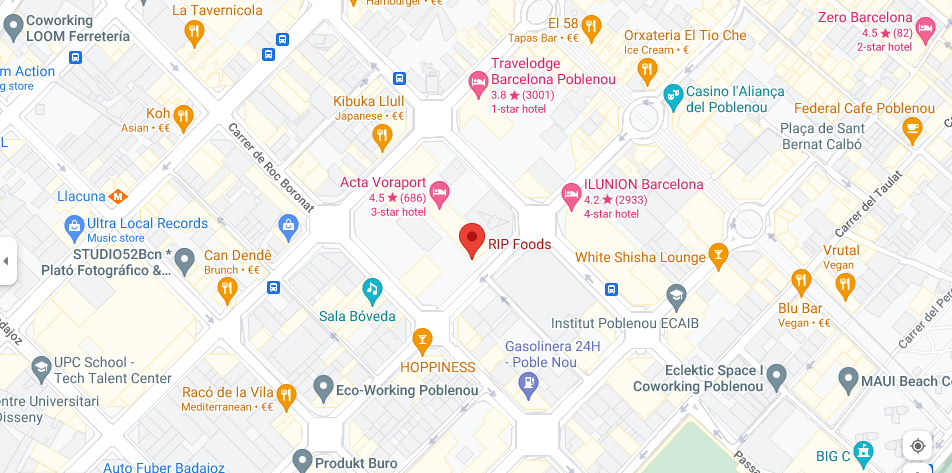 Coworking
LOOM Ferretería
La Tavernicola
Hamburger • €€
El 58
Tapas Bar • €€
Orxateria El Tio Che
Ice Cream • €
Zero Barcelona
4.5 ★ (82)
2-star hotel
m Action
g store
Travelodge
Barcelona Poblenou
3.8 ★ (3001)
1-star hotel
Casino l'Aliança
del Poblenou
Koh
Asian • €€
Kibuka Llull
Japanese • €€
Federal Cafe Poblenou
Plaça de Sant
Bernat Calbó
L
Carrer de Roc Boronat
Llacuna
M
Acta Voraport
4.5 ★ (686)
3-star hotel
ILUNION Barcelona
4.2 ★ (2933)
4-star hotel
Carrer del Taulat
Ultra Local Records
Music store
STUDIO52Bcn *
Plató Fotográfico &...
Can Dendê
Brunch • €€
RIP Foods
White Shisha Lounge
Vrutal
Vegan
Sala Bóveda
Institut Poblenou ECAIB
Blu Bar
Vegan • €€
Carrer del Per
adajoz
UPC School -
Tech Talent Center
HOPPINESS
Gasolinera 24H
- Poble Nou
Eclektic Space I
Coworking Poblenou
MAUI Beach C
Racó de la Vila
Mediterranean • €€
Eco-Working Poblenou
entre Universitari
Disseny
Auto Fuber Badajoz
Produkt Buro
Passe
BIG C